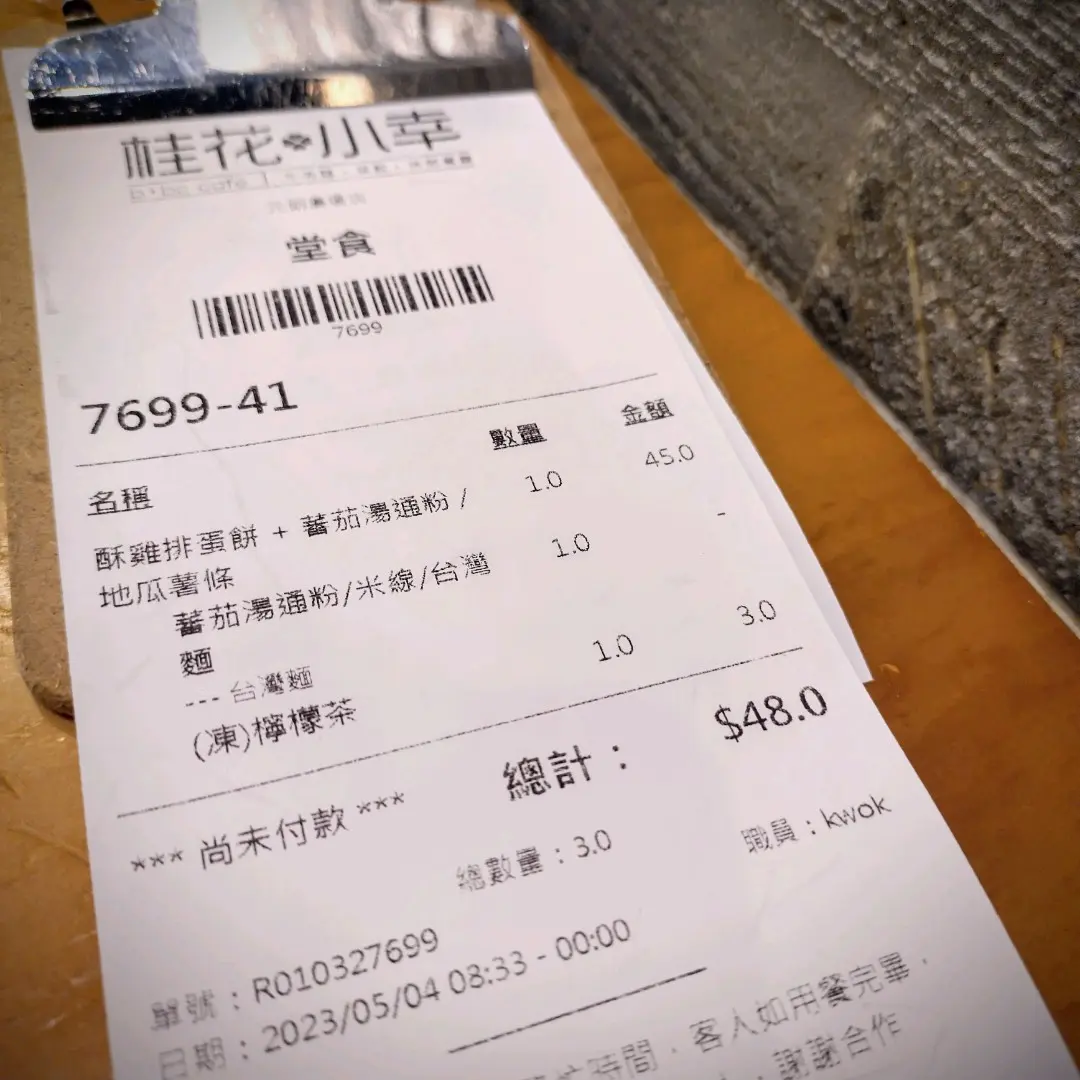 桂花小幸
cafe
堂食
7699
7699-41
名稱 數量 金額
酥雞排蛋餅 + 蕃茄湯通粉 / 1.0 45.0
地瓜薯條
蕃茄湯通粉/米線/台灣 1.0 -
麵
--- 台灣麵
(凍)檸檬茶 1.0 3.0
總計： $48.0
*** 尚未付款 ***
總數量：3.0 職員：kwok
單號：R010327699
日期：2023/05/04 08:33 - 00:00
時間．客人如用餐完畢，
謝謝合作